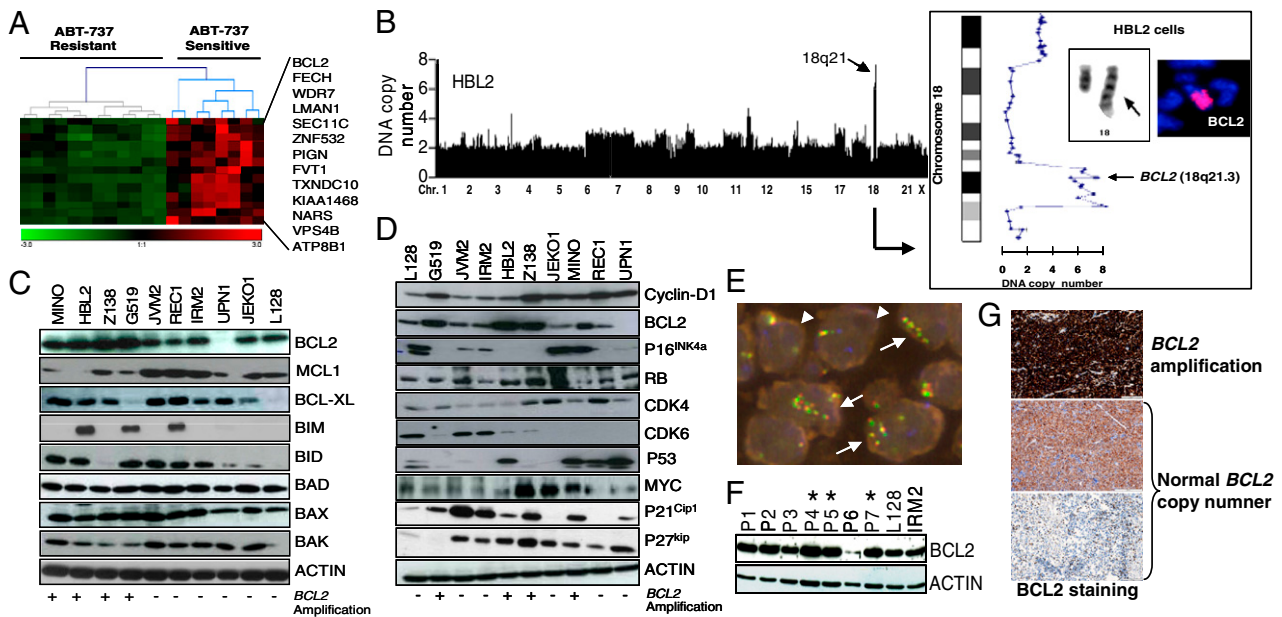 A
ABT-737
Resistant
ABT-737
Sensitive
BCL2
FECH
WDR7
LMAN1
SEC11C
ZNF532
PIGN
FVT1
TXNDC10
KIAA1468
NARS
VPS4B
ATP8B1
-3.0
1:1
3.0
B
DNA copy
number
8
6
4
2
0
HBL2
18q21
Chr. 1 2 3 4 5 6 7 8 9 10 11 12 15 17 18 21 X
HBL2 cells
Chromosome 18
18
BCL2
BCL2 (18q21.3)
0 2 4 6 8
DNA copy number
C
MINO HBL2 Z138 G519 JVM2 REC1 IRM2 UPN1 JEKO1 L128
BCL2
MCL1
BCL-XL
BIM
BID
BAD
BAX
BAK
ACTIN
+ + + + - - - - - -
BCL2
Amplification
D
L128 G519 JVM2 IRM2 HBL2 Z138 JEKO1 MINO REC1 UPN1
Cyclin-D1
BCL2
P16INK4a
RB
CDK4
CDK6
P53
MYC
P21Cip1
P27kip
ACTIN
- + - - + + - + - -
BCL2
Amplification
E
F
* * *
P1 P2 P3 P4 P5 P6 P7 L128 IRM2
BCL2
ACTIN
G
BCL2
amplification
Normal BCL2
copy numner
BCL2 staining